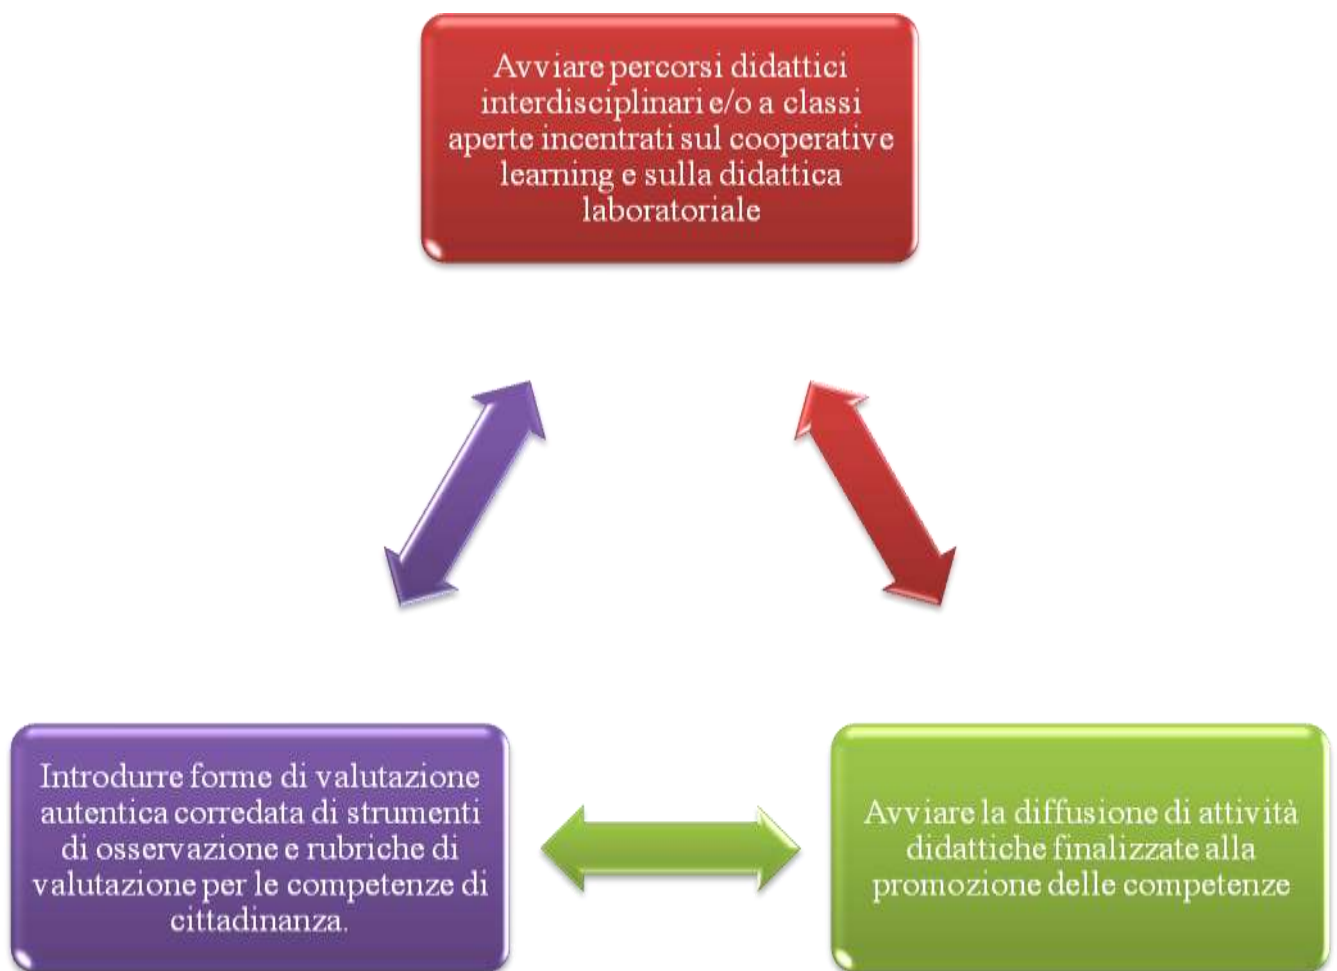 Avviare percorsi didattici
interdisciplinari e/o a classi
aperte incentrati sul cooperative
learning e sulla didattica
laboratoriale
Introdurre forme di valutazione
autentica corredata di strumenti
di osservazione e rubriche di
valutazione per le competenze di
cittadinanza.
Avviare la diffusione di attività
didattiche finalizzate alla
promozione delle competenze